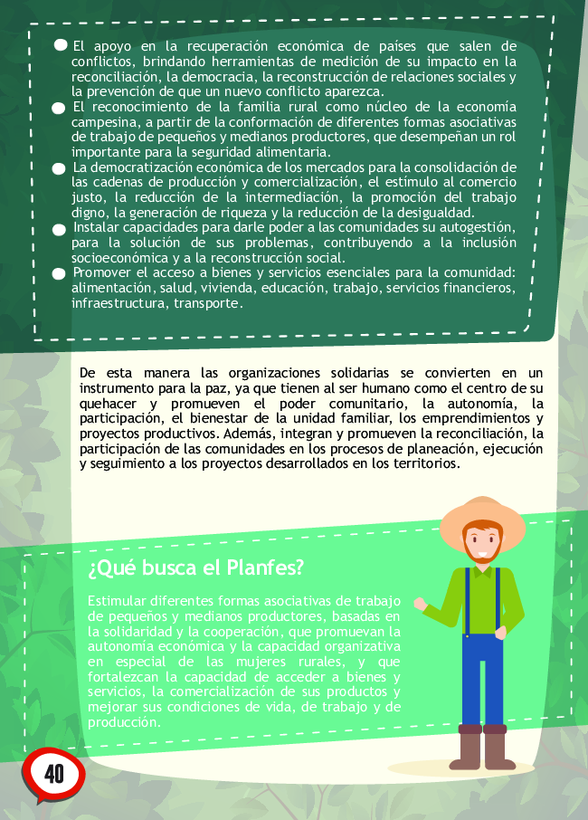 El apoyo en la recuperación económica de países que salen de
conflictos, brindando herramientas de medición de su impacto en la
reconciliación, la democracia, la reconstrucción de relaciones sociales y
la prevención de que un nuevo conflicto aparezca.
El reconocimiento de la familia rural como núcleo de la economía
campesina, a partir de la conformación de diferentes formas asociativas
de trabajo de pequeños y medianos productores, que desempeñan un rol
importante para la seguridad alimentaria.
La democratización económica de los mercados para la consolidación de
las cadenas de producción y comercialización, el estímulo al comercio
justo, la reducción de la intermediación, la promoción del trabajo
digno, la generación de riqueza y la reducción de la desigualdad.
Instalar capacidades para darle poder a las comunidades su autogestión,
para la solución de sus problemas, contribuyendo a la inclusión
socioeconómica y a la reconstrucción social.
Promover el acceso a bienes y servicios esenciales para la comunidad:
alimentación, salud, vivienda, educación, trabajo, servicios financieros,
infraestructura, transporte.
De esta manera las organizaciones solidarias se convierten en un
instrumento para la paz, ya que tienen al ser humano como el centro de su
quehacer y promueven el poder comunitario, la autonomía, la
participación, el bienestar de la unidad familiar, los emprendimientos y
proyectos productivos. Además, integran y promueven la reconciliación, la
participación de las comunidades en los procesos de planeación, ejecución
y seguimiento a los proyectos desarrollados en los territorios.
¿Qué busca el Planfes?
Estimular diferentes formas asociativas de trabajo
de pequeños y medianos productores, basadas en
la solidaridad y la cooperación, que promuevan la
autonomía económica y la capacidad organizativa
en especial de las mujeres rurales, y que
fortalezcan la capacidad de acceder a bienes y
servicios, la comercialización de sus productos y
mejorar sus condiciones de vida, de trabajo y de
producción.
40